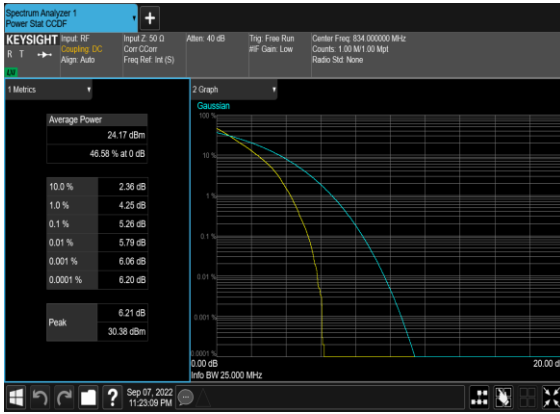 Spectrum Analyzer 1
Power Stat CCDF
KEYSIGHT
R T
LXI
Input: RF
Coupling: DC
Align: Auto
Input Z: 50 Ω
Corr CCorr
Freq Ref: Int (S)
Atten: 40 dB
Trig: Free Run
#IF Gain: Low
Center Freq: 834.000000 MHz
Counts: 1.00 M/1.00 Mpt
Radio Std: None
1 Metrics
Average Power
24.17 dBm
46.58 % at 0 dB
10.0 % 2.36 dB
1.0 % 4.25 dB
0.1 % 5.26 dB
0.01 % 5.79 dB
0.001 % 6.06 dB
0.0001 % 6.20 dB
Peak
6.21 dB
30.38 dBm
2 Graph
Gaussian
100 %
10 %
1 %
0.1 %
0.01 %
0.001 %
0.0001 %
0.00 dB
20.00 d
Info BW 25.000 MHz
?
Sep 07, 2022
11:23:09 PM